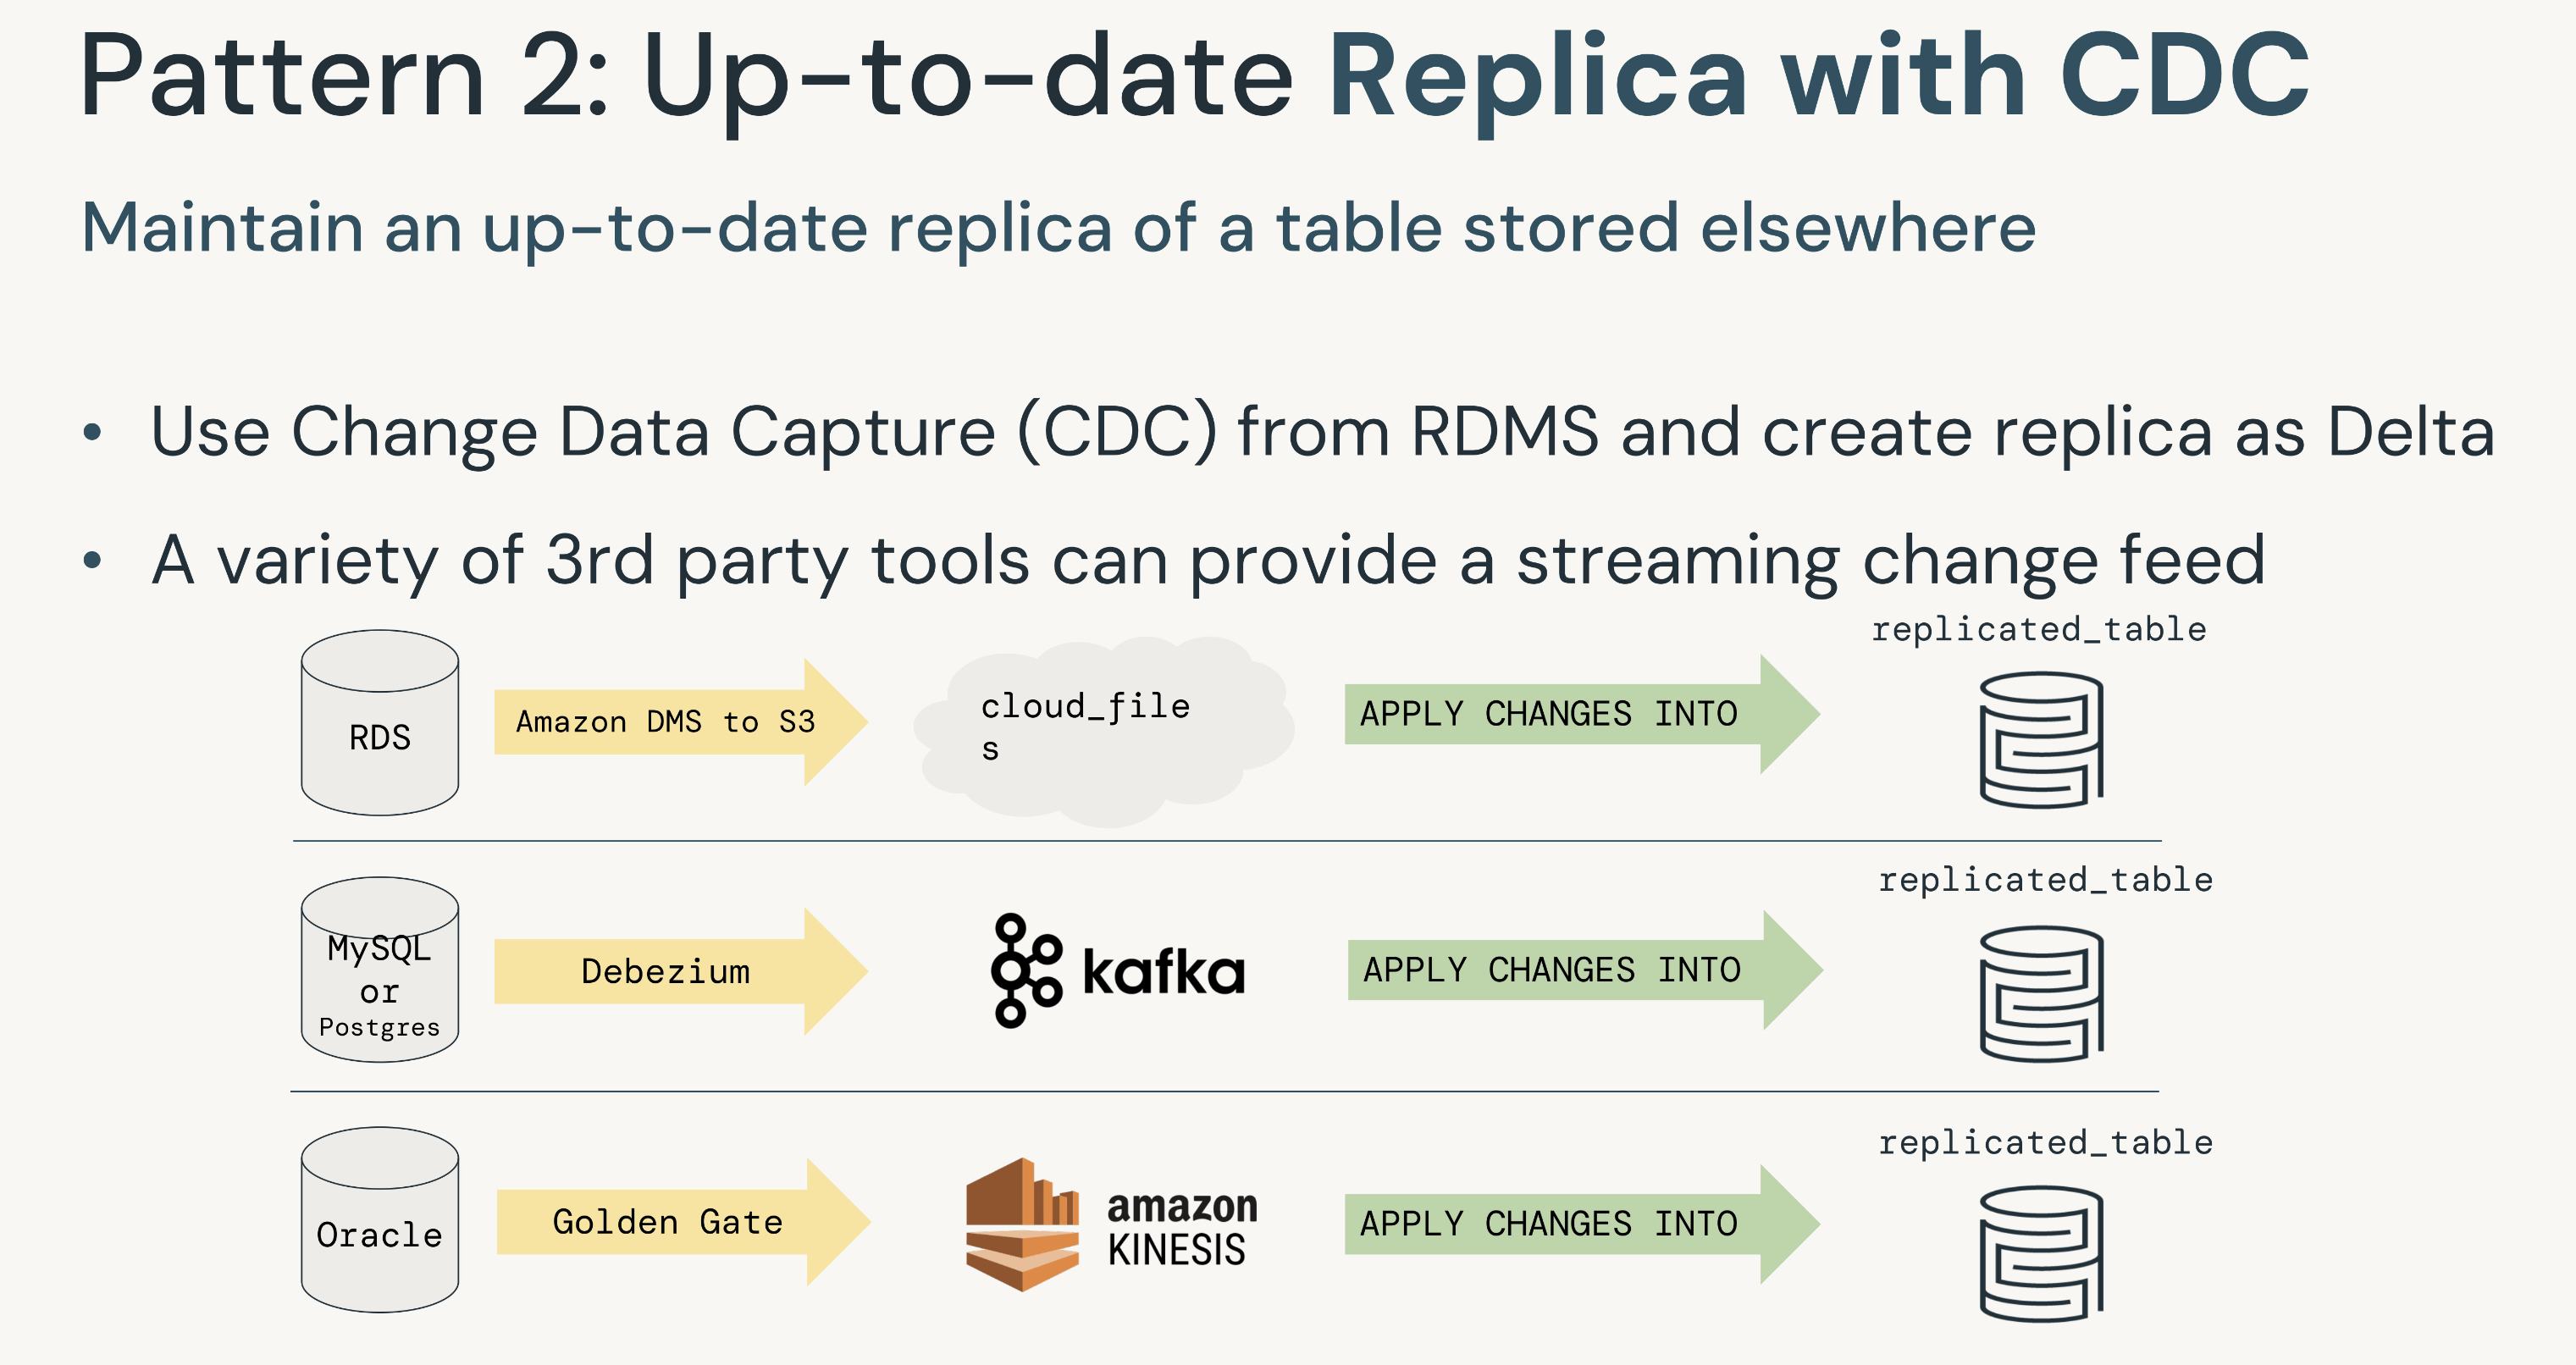 Pattern 2: Up-to-date Replica with CDC
Maintain an up-to-date replica of a table stored elsewhere
• Use Change Data Capture (CDC) from RDMS and create replica as Delta
• A variety of 3rd party tools can provide a streaming change feed
RDS
Amazon DMS to S3
cloud_file
s
APPLY CHANGES INTO
replicated_table
MySQL
or
Postgres
Debezium
kafka
APPLY CHANGES INTO
replicated_table
Oracle
Golden Gate
amazon
KINESIS
APPLY CHANGES INTO
replicated_table